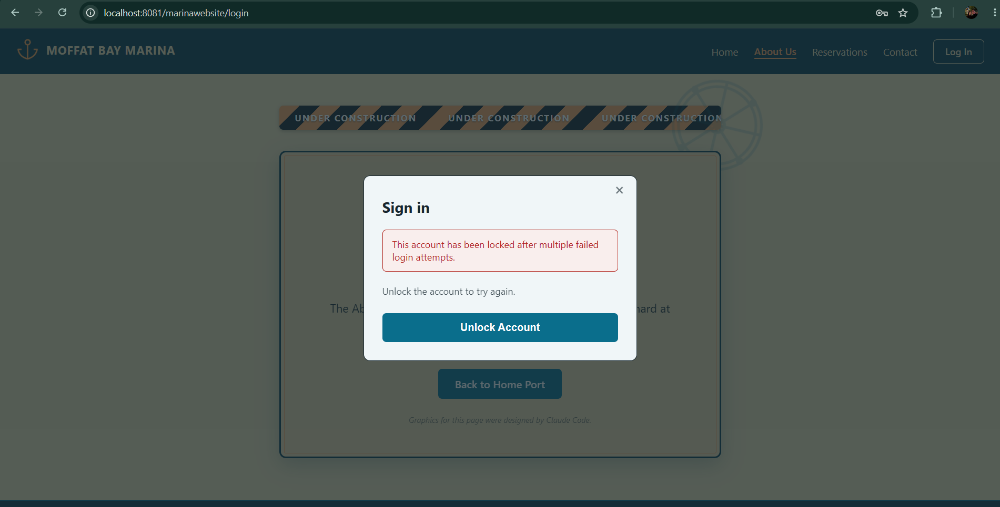 localhost:8081/marinawebsite/login
MOFFAT BAY MARINA
Home
About Us
Reservations
Contact
Log In
UNDER CONSTRUCTION UNDER CONSTRUCTION UNDER CONSTRUCTION
Sign in
This account has been locked after multiple failed
login attempts.
Unlock the account to try again.
The Ab
hard at
Unlock Account
Back to Home Port
Graphics for this page were designed by Claude Code.